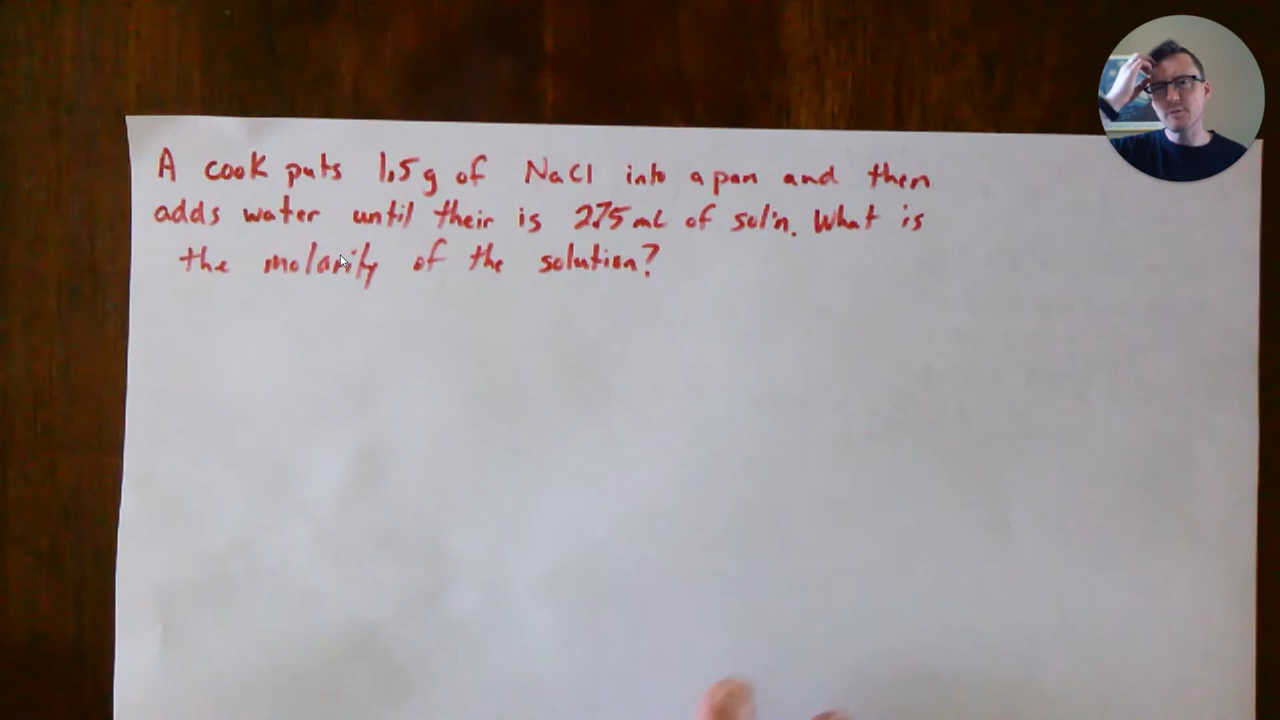 A cook puts 1.5g of NaCl into a pan and then
adds water until their is 275 mL of sol'n. What is
the molarity of the solution?